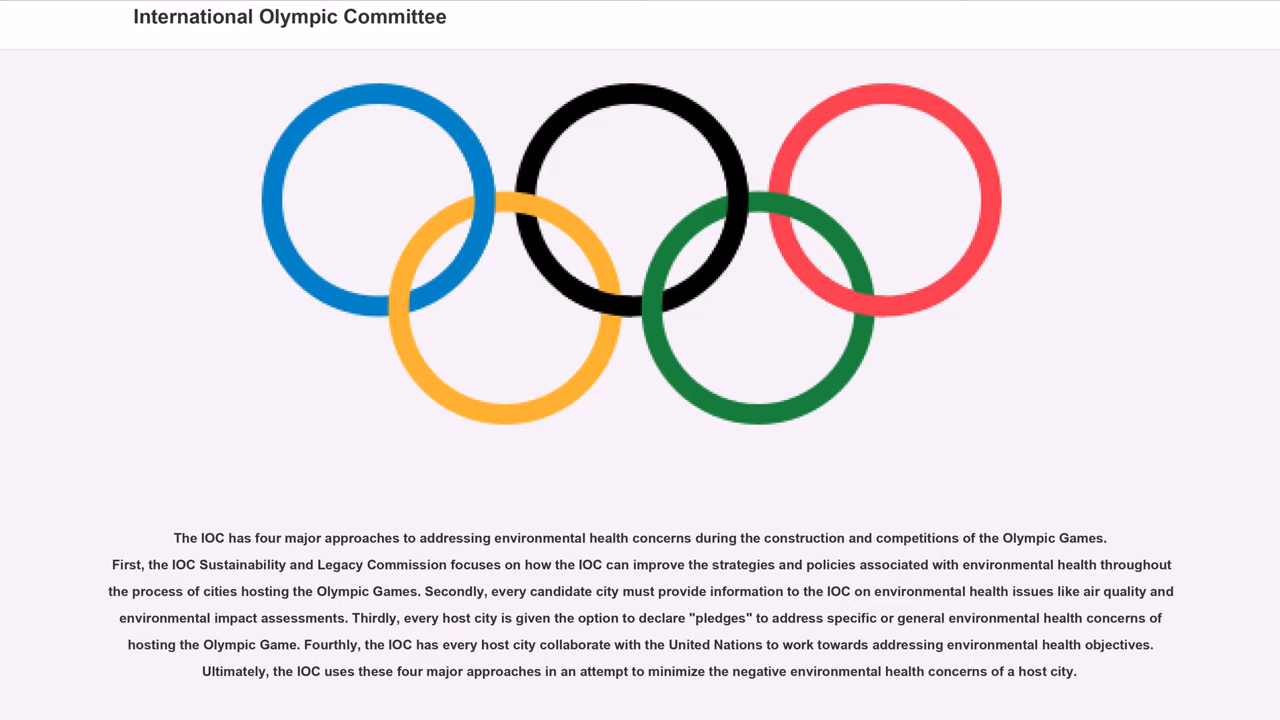 International Olympic Committee
The IOC has four major approaches to addressing environmental health concerns during the construction and competitions of the Olympic Games.
First, the IOC Sustainability and Legacy Commission focuses on how the IOC can improve the strategies and policies associated with environmental health throughout
the process of cities hosting the Olympic Games. Secondly, every candidate city must provide information to the IOC on environmental health issues like air quality and
environmental impact assessments. Thirdly, every host city is given the option to declare "pledges" to address specific or general environmental health concerns of
hosting the Olympic Game. Fourthly, the IOC has every host city collaborate with the United Nations to work towards addressing environmental health objectives.
Ultimately, the IOC uses these four major approaches in an attempt to minimize the negative environmental health concerns of a host city.